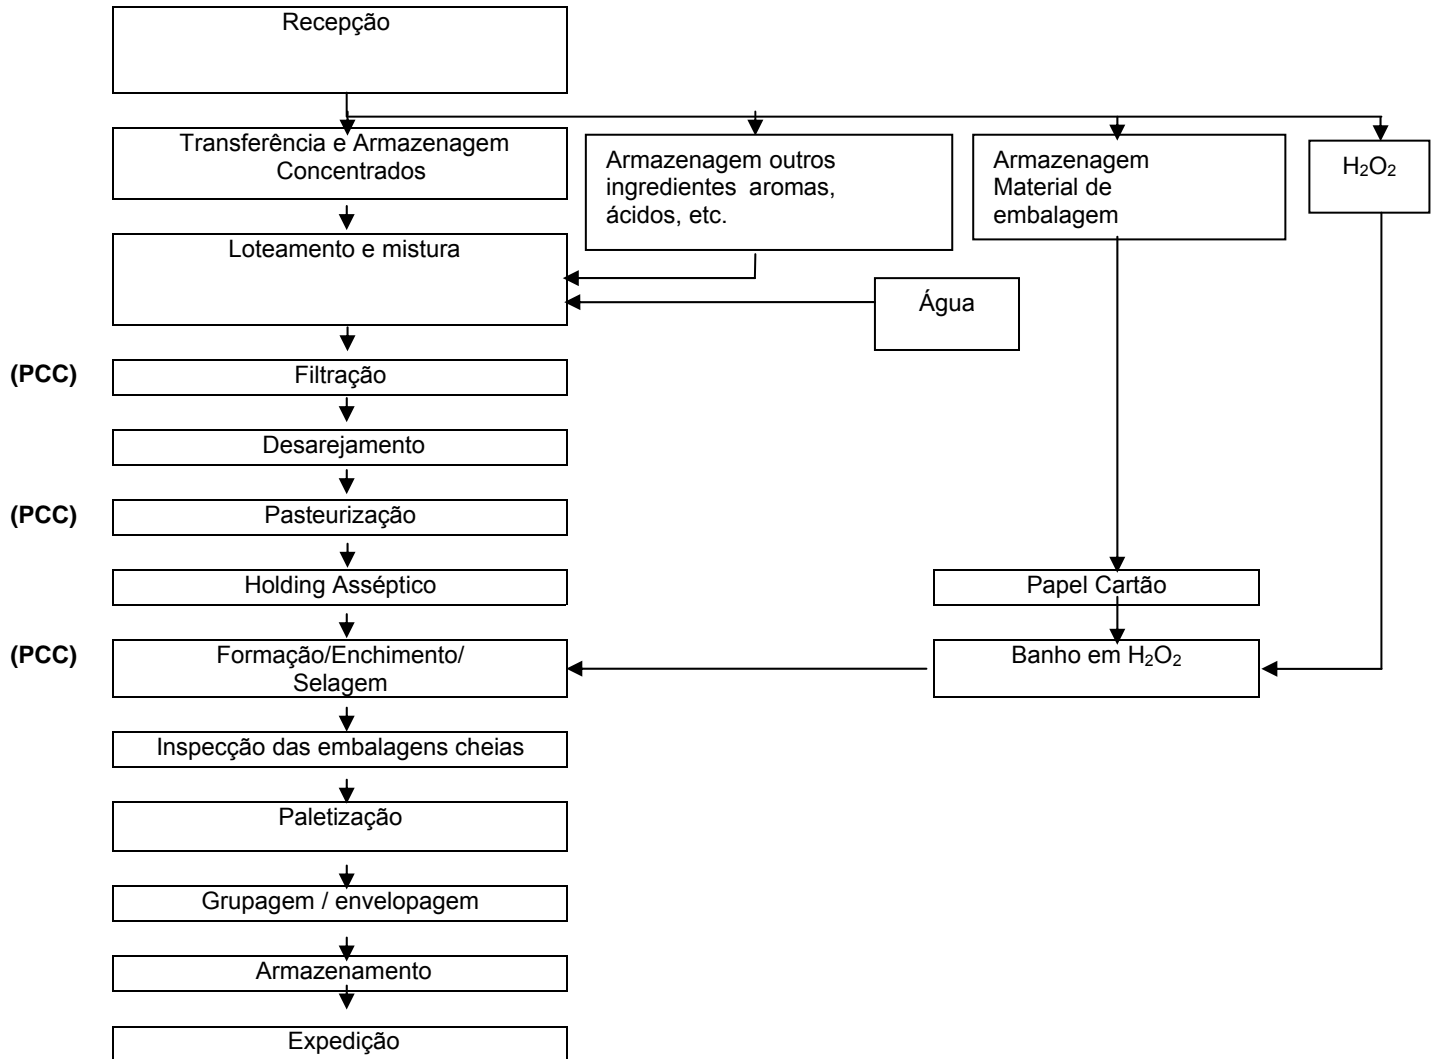 Recepção
Transferência e Armazenagem
Concentrados
Armazenagem outros
ingredientes aromas,
ácidos, etc.
Armazenagem
Material de
embalagem
H₂O₂
Loteamento e mistura
Água
(PCC)
Filtração
Desarejamento
(PCC)
Pasteurização
Holding Asséptico
Papel Cartão
(PCC)
Formação/Enchimento/
Selagem
Banho em H₂O₂
Inspecção das embalagens cheias
Paletização
Grupagem / envelopagem
Armazenamento
Expedição